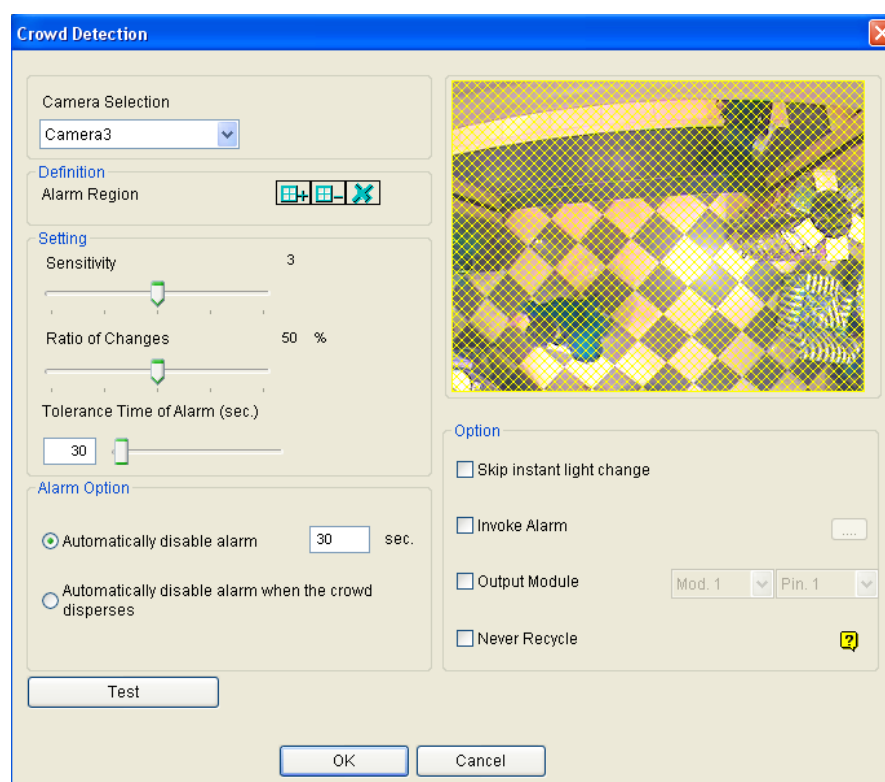 Crowd Detection
Camera Selection
Camera3
Definition
Alarm Region
Setting
Sensitivity 3
Ratio of Changes 50 %
Tolerance Time of Alarm (sec.)
30
Alarm Option
Automatically disable alarm 30 sec.
Automatically disable alarm when the crowd
disperses
Test
Option
Skip instant light change
Invoke Alarm ....
Output Module Mod. 1 Pin. 1
Never Recycle ?
OK Cancel